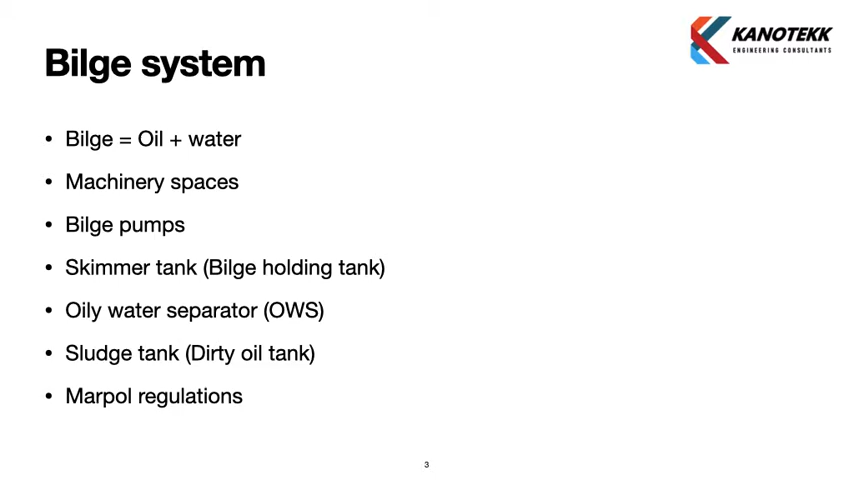 KANOTEKK
ENGINEERING CONSULTANTS
Bilge system
• Bilge = Oil + water
• Machinery spaces
• Bilge pumps
• Skimmer tank (Bilge holding tank)
• Oily water separator (OWS)
• Sludge tank (Dirty oil tank)
• Marpol regulations
3